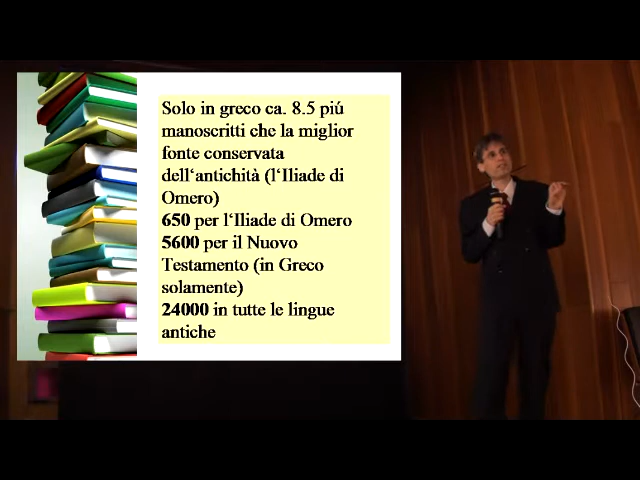 Solo in greco ca. 8.5 piú
manoscritti che la miglior
fonte conservata
dell‘antichità (l‘Iliade di
Omero)
650 per l‘Iliade di Omero
5600 per il Nuovo
Testamento (in Greco
solamente)
24000 in tutte le lingue
antiche